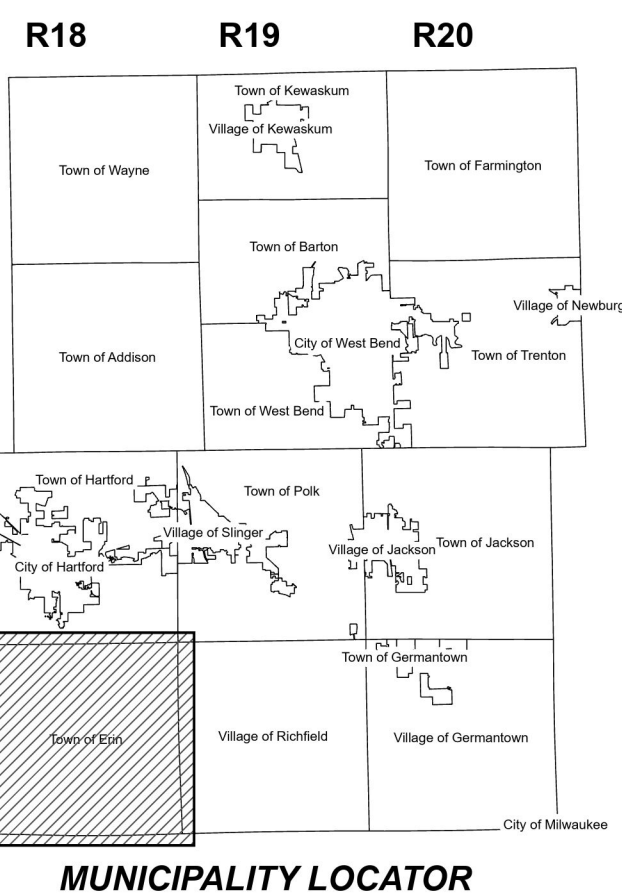 R18 R19 R20
Town of Kewaskum
Village of Kewaskum
Town of Wayne
Town of Farmington
Town of Barton
Village of Newburg
City of West Bend
Town of Addison
Town of Trenton
Town of West Bend
Town of Hartford
Town of Polk
Village of Slinger
Town of Jackson
Village of Jackson
City of Hartford
Town of Germantown
Town of Erin
Village of Richfield
Village of Germantown
City of Milwaukee
MUNICIPALITY LOCATOR